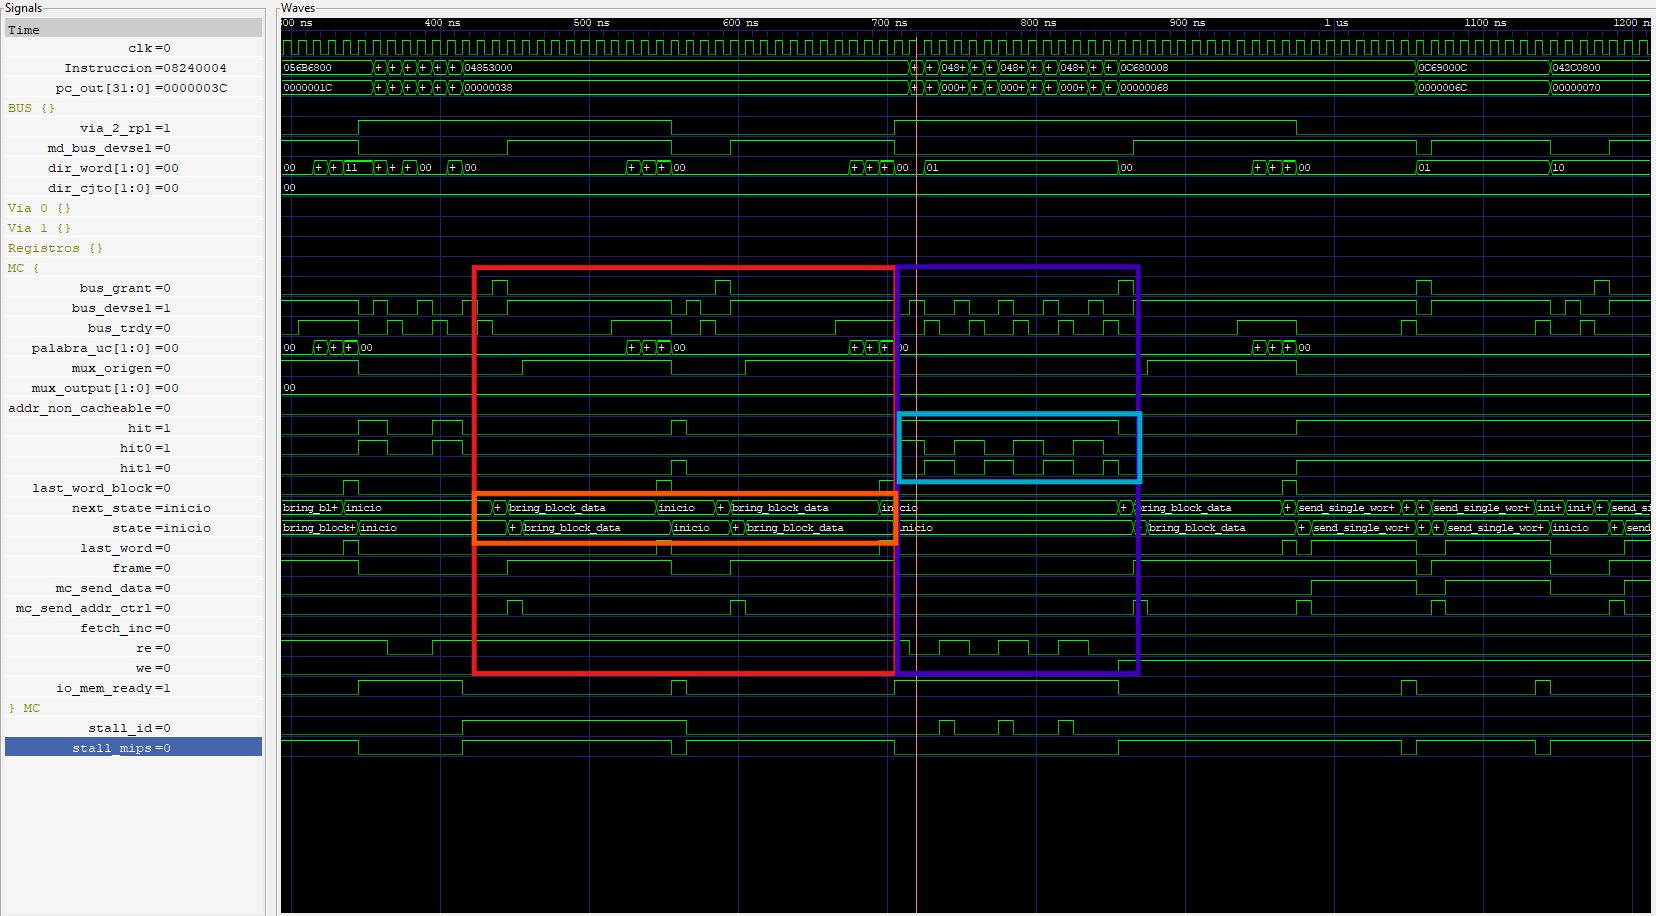 Signals
Waves
Time
300 ns 400 ns 500 ns 600 ns 700 ns 800 ns 900 ns 1 us 1100 ns 1200 ns
clk=0
Instruccion=08240004 056B6800 + + + + + + 04853000 + + 048+ + + 048+ + + 048+ + + 0C680008 0C69000C 042C0800
pc_out[31:0]=0000003C 0000001C + + + + + + 00000038 + + 000+ + + 000+ + + 000+ + + 00000068 0000006C 00000070
BUS {}
via_2_rpl=1
md_bus_devsel=0
dir_word[1:0]=00 00 + + 11 + + + 00 + 00 + + + 00 + + + 00 01 00 + + + 00 01 10
dir_cjto[1:0]=00 00
Via 0 {}
Via 1 {}
Registros {}
MC {
bus_grant=0
bus_devsel=1
bus_trdy=0
palabra_uc[1:0]=00 00 + + + 00 + + + 00 + + + 00 + + + 00
mux_origen=0
mux_output[1:0]=00 00
addr_non_cacheable=0
hit=1
hit0=1
hit1=0
last_word_block=0
next_state=inicio bring_bl+ inicio + bring_block_data inicio + bring_block_data inicio + bring_block_data + send_single_wor+ + + send_single_wor+ ini+ ini+ + send_si
state=inicio bring_block+ inicio + bring_block_data inicio + bring_block_data inicio bring_block_data + send_single_wor+ + + send_single_wor+ inicio + send
last_word=0
frame=0
mc_send_data=0
mc_send_addr_ctrl=0
fetch_inc=0
re=0
we=0
io_mem_ready=1
} MC
stall_id=0
stall_mips=0